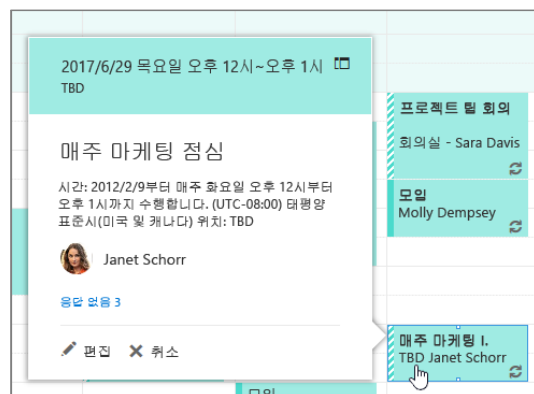 2017/6/29 목요일 오후 12시~오후 1시
TBD
매주 마케팅 점심
시간: 2012/2/9부터 매주 화요일 오후 12시부터
오후 1시까지 수행합니다. (UTC-08:00) 태평양
표준시(미국 및 캐나다) 위치: TBD
Janet Schorr
응답 없음 3
편집 취소
프로젝트 팀 회의
회의실 - Sara Davis
모임
Molly Dempsey
매주 마케팅 I.
TBD Janet Schorr